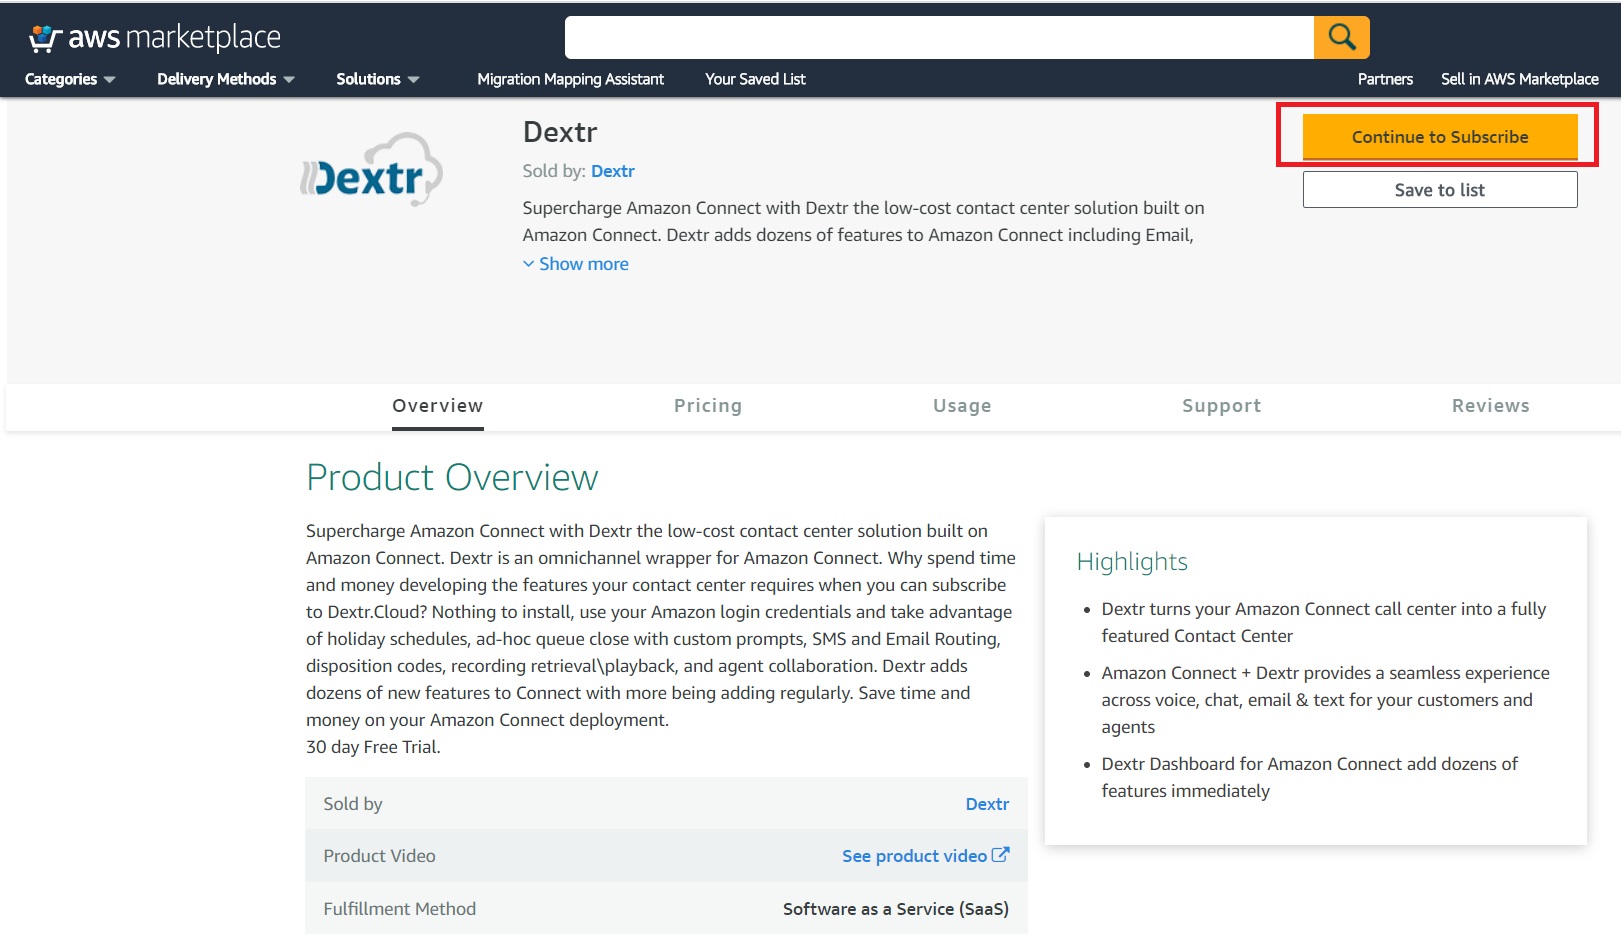 aws marketplace
Categories
Delivery Methods
Solutions
Migration Mapping Assistant
Your Saved List
Partners
Sell in AWS Marketplace
Dextr
Dextr
Sold by: Dextr
Supercharge Amazon Connect with Dextr the low-cost contact center solution built on
Amazon Connect. Dextr adds dozens of features to Amazon Connect including Email,
Show more
Continue to Subscribe
Save to list
Overview
Pricing
Usage
Support
Reviews
Product Overview
Supercharge Amazon Connect with Dextr the low-cost contact center solution built on
Amazon Connect. Dextr is an omnichannel wrapper for Amazon Connect. Why spend time
and money developing the features your contact center requires when you can subscribe
to Dextr.Cloud? Nothing to install, use your Amazon login credentials and take advantage
of holiday schedules, ad-hoc queue close with custom prompts, SMS and Email Routing,
disposition codes, recording retrieval\playback, and agent collaboration. Dextr adds
dozens of new features to Connect with more being adding regularly. Save time and
money on your Amazon Connect deployment.
30 day Free Trial.
Sold by
Dextr
Product Video
See product video
Fulfillment Method
Software as a Service (SaaS)
Highlights
Dextr turns your Amazon Connect call center into a fully
featured Contact Center
Amazon Connect + Dextr provides a seamless experience
across voice, chat, email & text for your customers and
agents
Dextr Dashboard for Amazon Connect add dozens of
features immediately